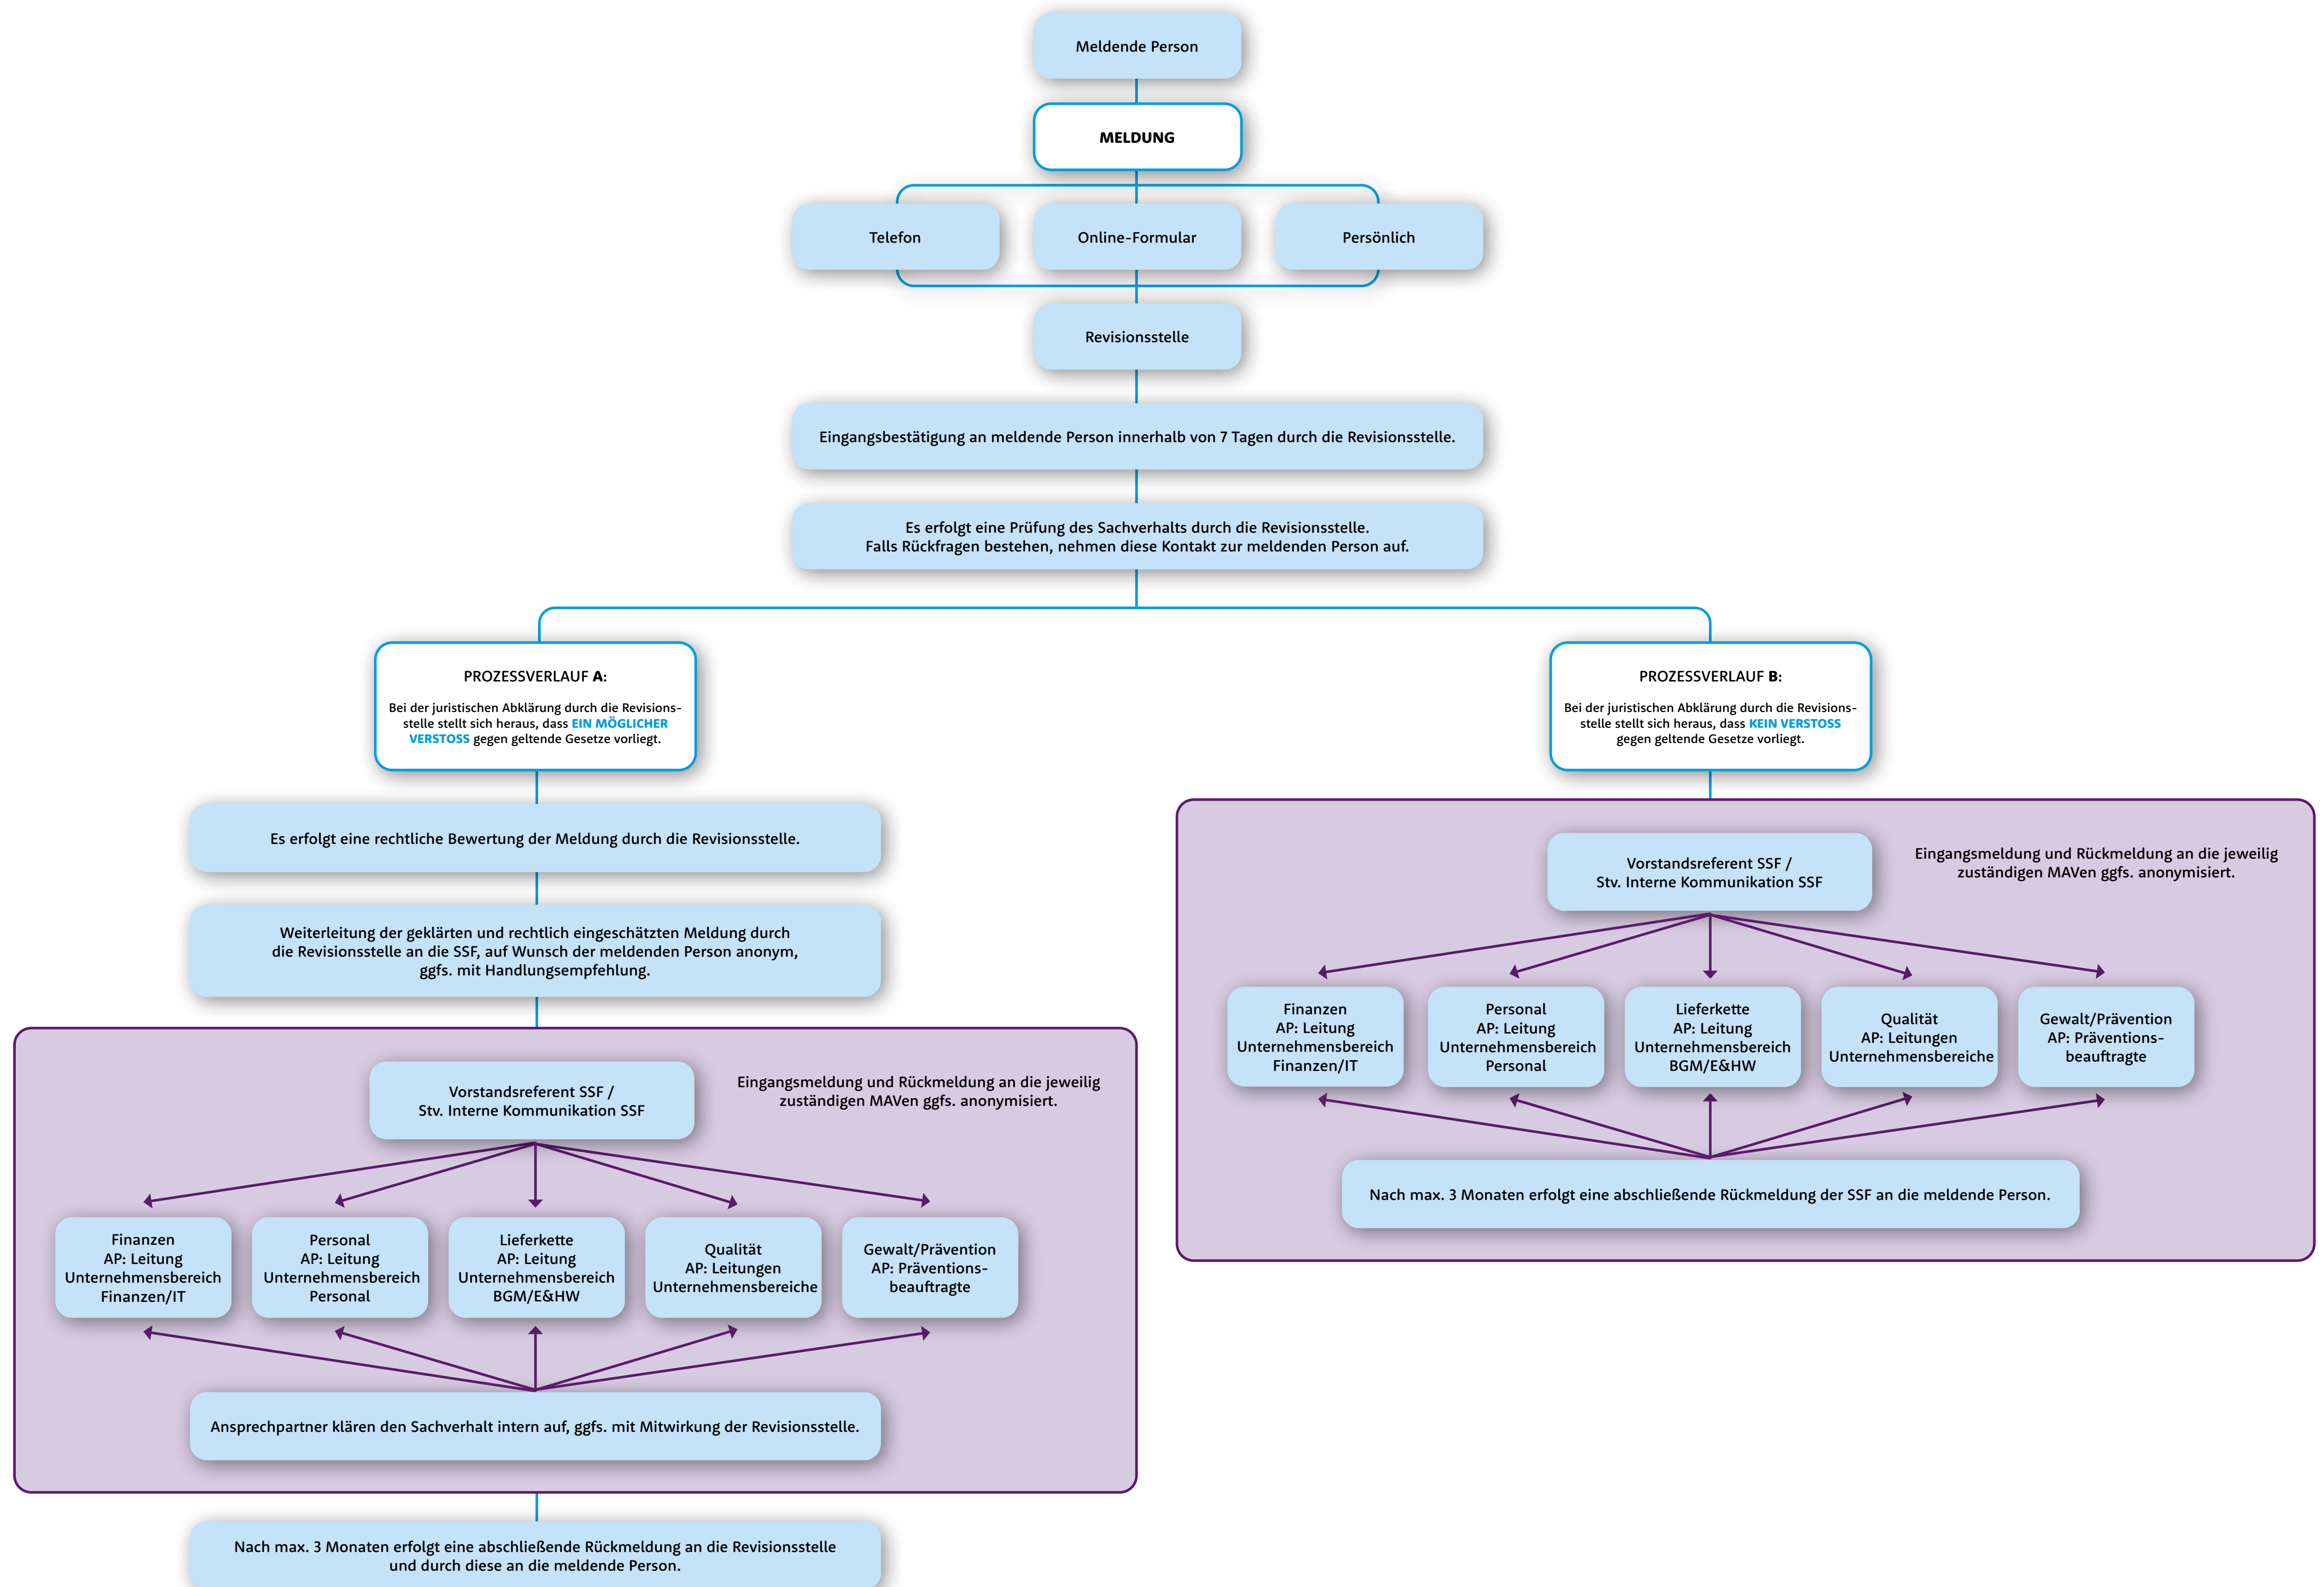 Meldende Person
MELDUNG
Telefon
Online-Formular
Persönlich
Revisionsstelle
Eingangsbestätigung an meldende Person innerhalb von 7 Tagen durch die Revisionsstelle.
Es erfolgt eine Prüfung des Sachverhalts durch die Revisionsstelle.
Falls Rückfragen bestehen, nehmen diese Kontakt zur meldenden Person auf.
PROZESSVERLAUF A:
Bei der juristischen Abklärung durch die Revisions-
stelle stellt sich heraus, dass EIN MÖGLICHER
VERSTOSS gegen geltende Gesetze vorliegt.
Es erfolgt eine rechtliche Bewertung der Meldung durch die Revisionsstelle.
Weiterleitung der geklärten und rechtlich eingeschätzten Meldung durch
die Revisionsstelle an die SSF, auf Wunsch der meldenden Person anonym,
ggfs. mit Handlungsempfehlung.
Vorstandsreferent SSF /
Stv. Interne Kommunikation SSF
Eingangsmeldung und Rückmeldung an die jeweilig
zuständigen MAVen ggfs. anonymisiert.
Finanzen
AP: Leitung
Unternehmensbereich
Finanzen/IT
Personal
AP: Leitung
Unternehmensbereich
Personal
Lieferkette
AP: Leitung
Unternehmensbereich
BGM/E&HW
Qualität
AP: Leitungen
Unternehmensbereiche
Gewalt/Prävention
AP: Präventions-
beauftragte
Ansprechpartner klären den Sachverhalt intern auf, ggfs. mit Mitwirkung der Revisionsstelle.
Nach max. 3 Monaten erfolgt eine abschließende Rückmeldung an die Revisionsstelle
und durch diese an die meldende Person.
PROZESSVERLAUF B:
Bei der juristischen Abklärung durch die Revisions-
stelle stellt sich heraus, dass KEIN VERSTOSS
gegen geltende Gesetze vorliegt.
Vorstandsreferent SSF /
Stv. Interne Kommunikation SSF
Eingangsmeldung und Rückmeldung an die jeweilig
zuständigen MAVen ggfs. anonymisiert.
Finanzen
AP: Leitung
Unternehmensbereich
Finanzen/IT
Personal
AP: Leitung
Unternehmensbereich
Personal
Lieferkette
AP: Leitung
Unternehmensbereich
BGM/E&HW
Qualität
AP: Leitungen
Unternehmensbereiche
Gewalt/Prävention
AP: Präventions-
beauftragte
Nach max. 3 Monaten erfolgt eine abschließende Rückmeldung der SSF an die meldende Person.